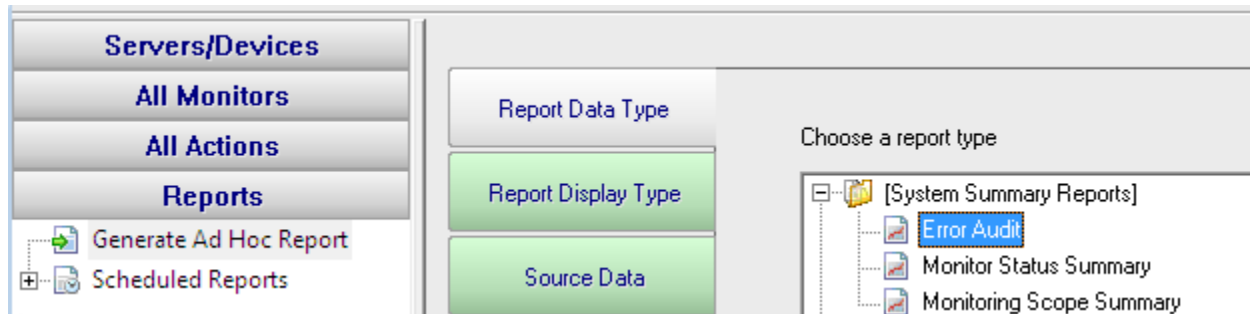 Servers/Devices
All Monitors
All Actions
Reports
Generate Ad Hoc Report
Scheduled Reports
Report Data Type
Report Display Type
Source Data
Choose a report type
[System Summary Reports]
Error Audit
Monitor Status Summary
Monitoring Scope Summary